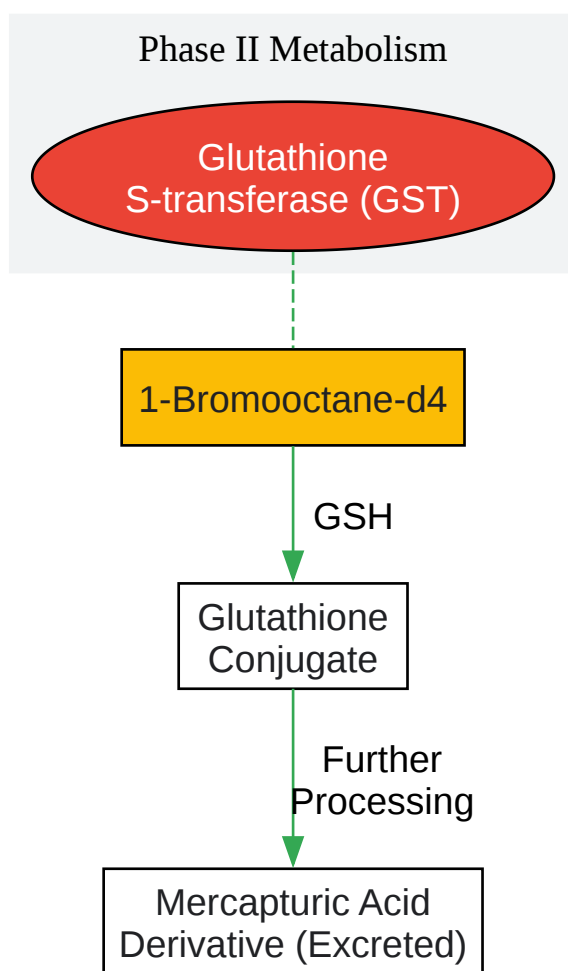 Phase II Metabolism
Glutathione
S-transferase (GST)
1-Bromooctane-d4
GSH
Glutathione
Conjugate
Further
Processing
Mercapturic Acid
Derivative (Excreted)